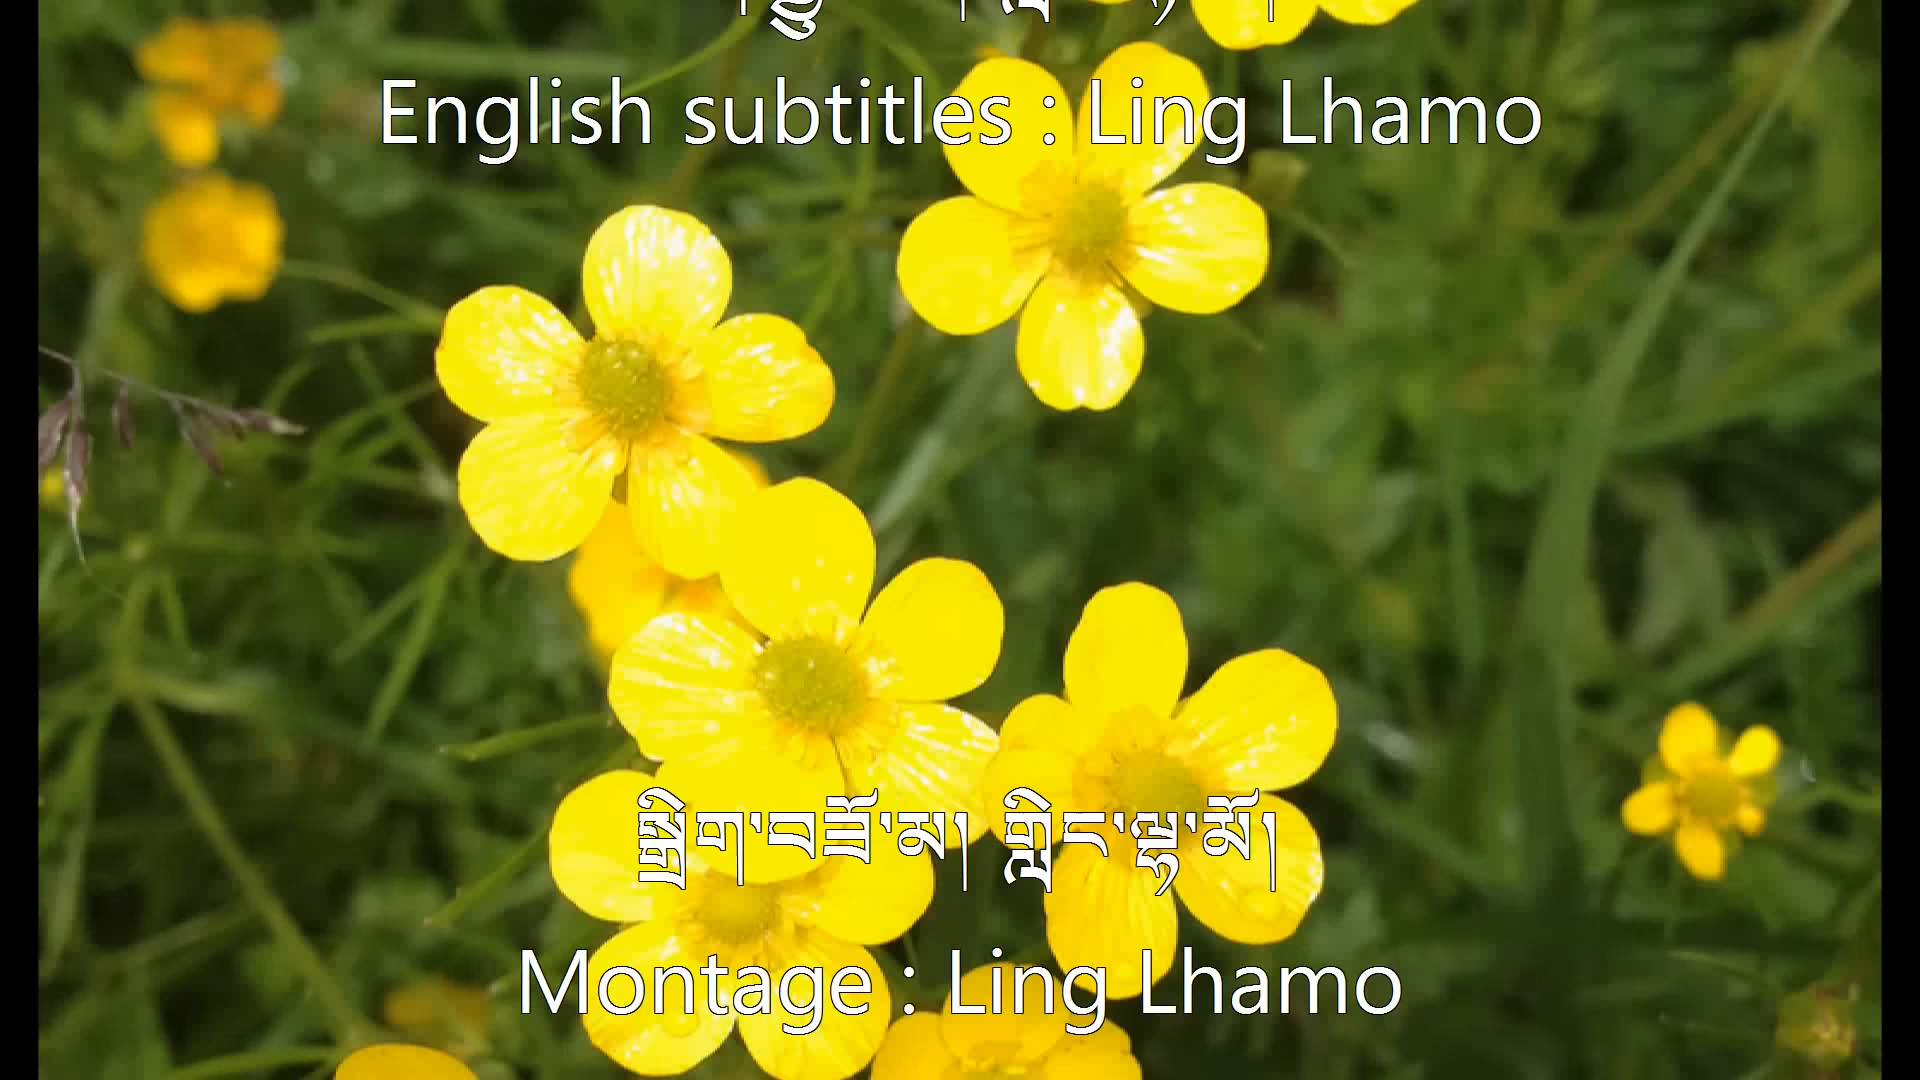 English subtitles : Ling Lhamo
སྒྲིག་བཟོ་མ། གླིང་ལྷ་མོ།
Montage : Ling Lhamo